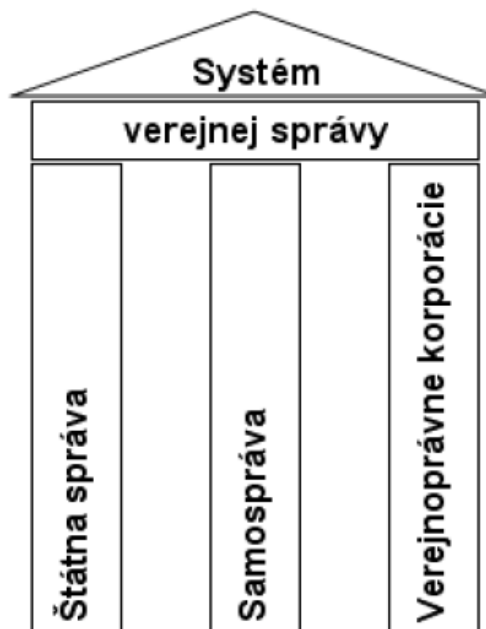 Systém
verejnej správy
Štátna správa
Samospráva
Verejnoprávne korporácie